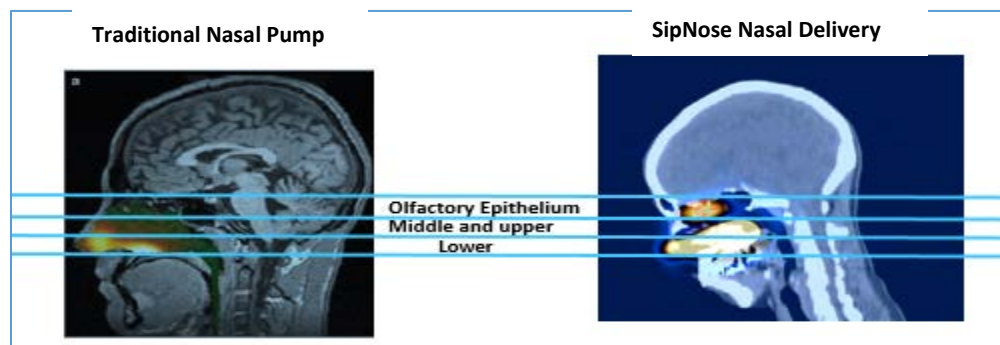 Traditional Nasal Pump
SipNose Nasal Delivery
Olfactory Epithelium
Middle and upper
Lower